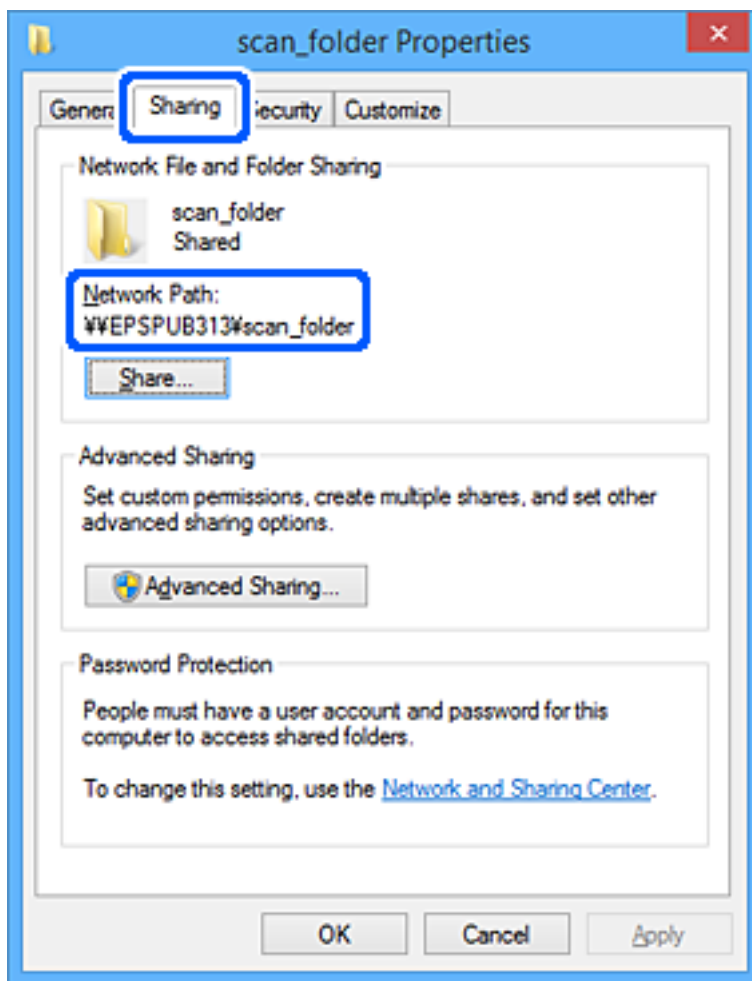 scan_folder Properties
General Sharing Security Customize
Network File and Folder Sharing
scan_folder
Shared
Network Path:
¥¥EPSPUB313¥scan_folder
Share...
Advanced Sharing
Set custom permissions, create multiple shares, and set other
advanced sharing options.
Advanced Sharing...
Password Protection
People must have a user account and password for this
computer to access shared folders.
To change this setting, use the Network and Sharing Center.
OK Cancel Apply